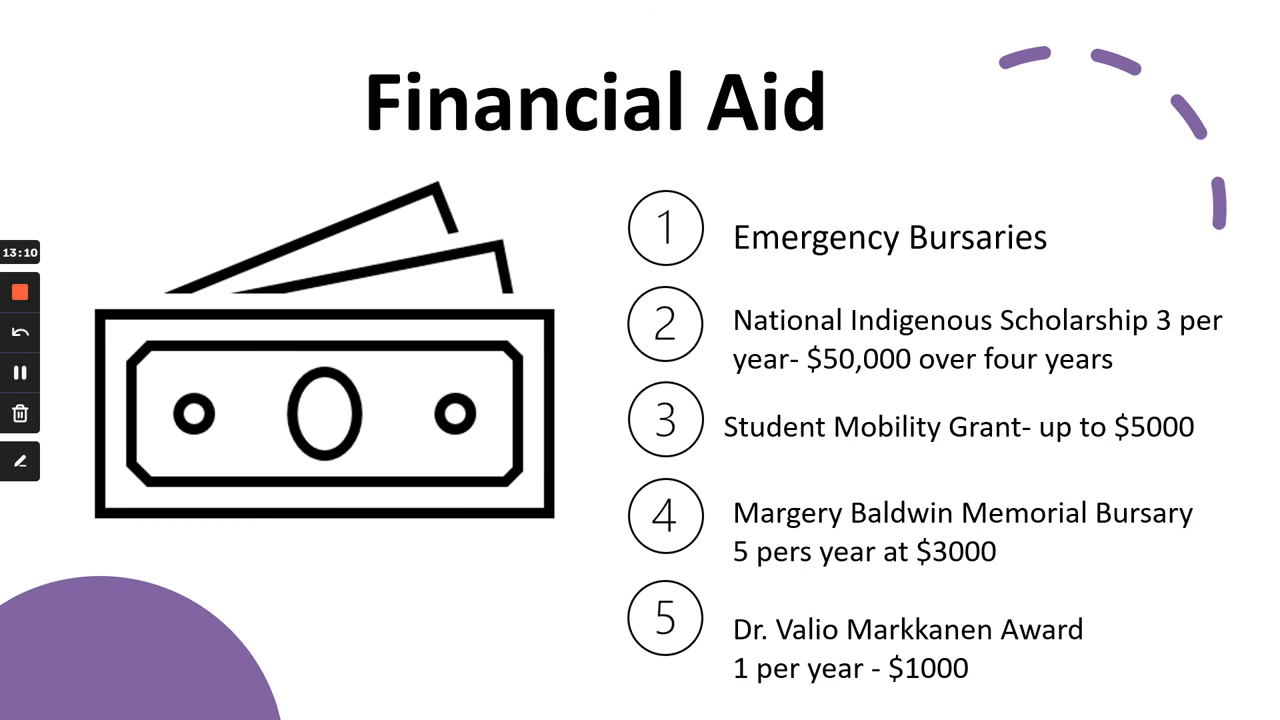 Financial Aid
13:10
1
Emergency Bursaries
2
National Indigenous Scholarship 3 per
year- $50,000 over four years
3
Student Mobility Grant- up to $5000
4
Margery Baldwin Memorial Bursary
5 pers year at $3000
5
Dr. Valio Markkanen Award
1 per year - $1000